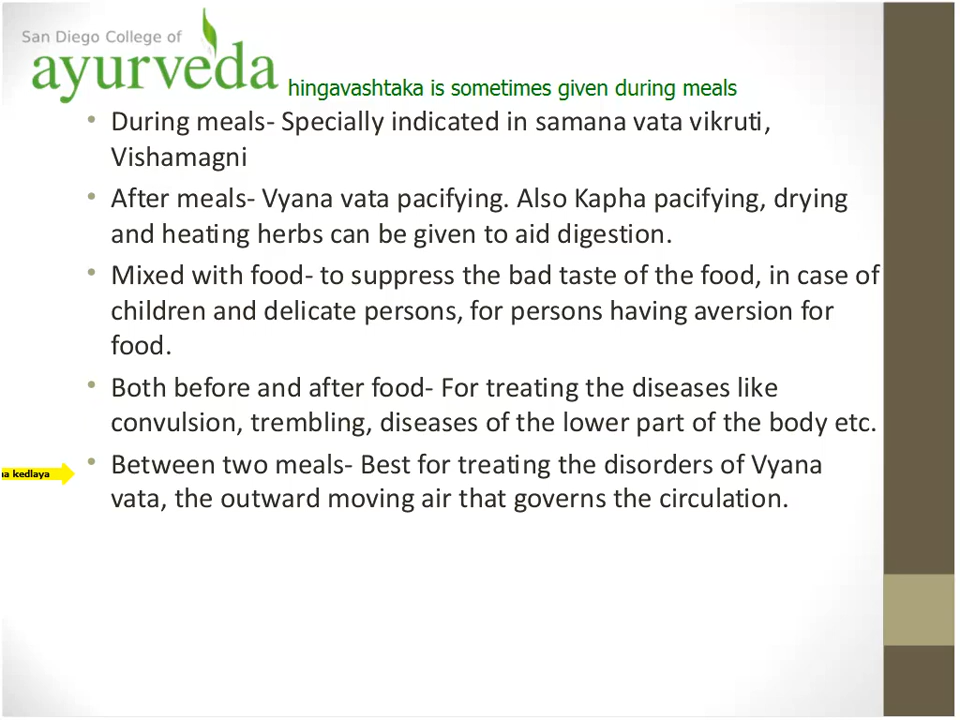 San Diego College of
ayurveda
hingavashtaka is sometimes given during meals
• During meals- Specially indicated in samana vata vikruti,
Vishamagni
• After meals- Vyana vata pacifying. Also Kapha pacifying, drying
and heating herbs can be given to aid digestion.
• Mixed with food- to suppress the bad taste of the food, in case of
children and delicate persons, for persons having aversion for
food.
• Both before and after food- For treating the diseases like
convulsion, trembling, diseases of the lower part of the body etc.
kedlaya
• Between two meals- Best for treating the disorders of Vyana
vata, the outward moving air that governs the circulation.